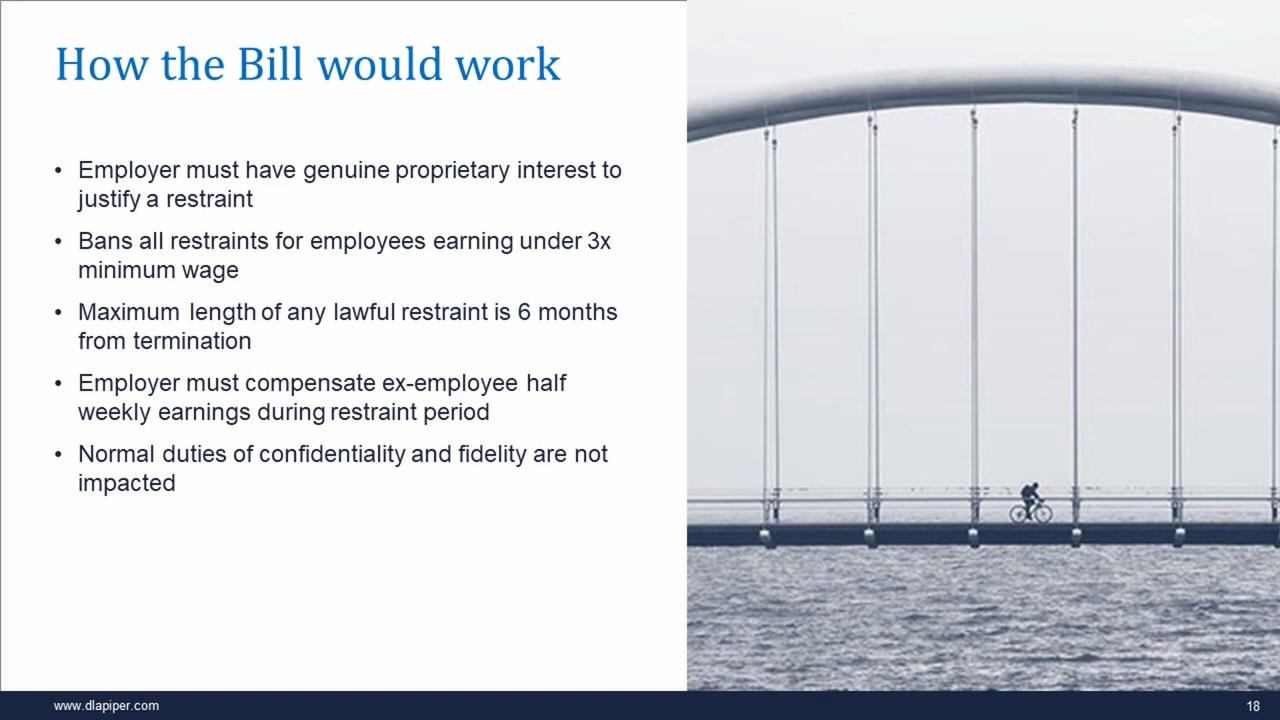 How the Bill would work
• Employer must have genuine proprietary interest to
justify a restraint
• Bans all restraints for employees earning under 3x
minimum wage
• Maximum length of any lawful restraint is 6 months
from termination
• Employer must compensate ex-employee half
weekly earnings during restraint period
• Normal duties of confidentiality and fidelity are not
impacted
www.dlapiper.com
18